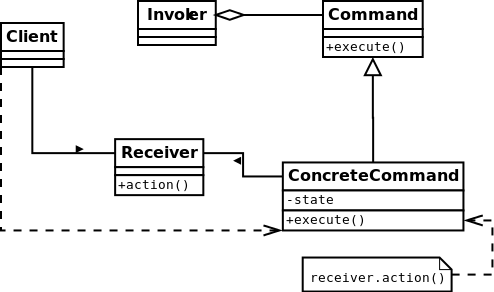 Invoker
Command
+execute()
Client
Receiver
+action()
ConcreteCommand
-state
+execute()
receiver.action()